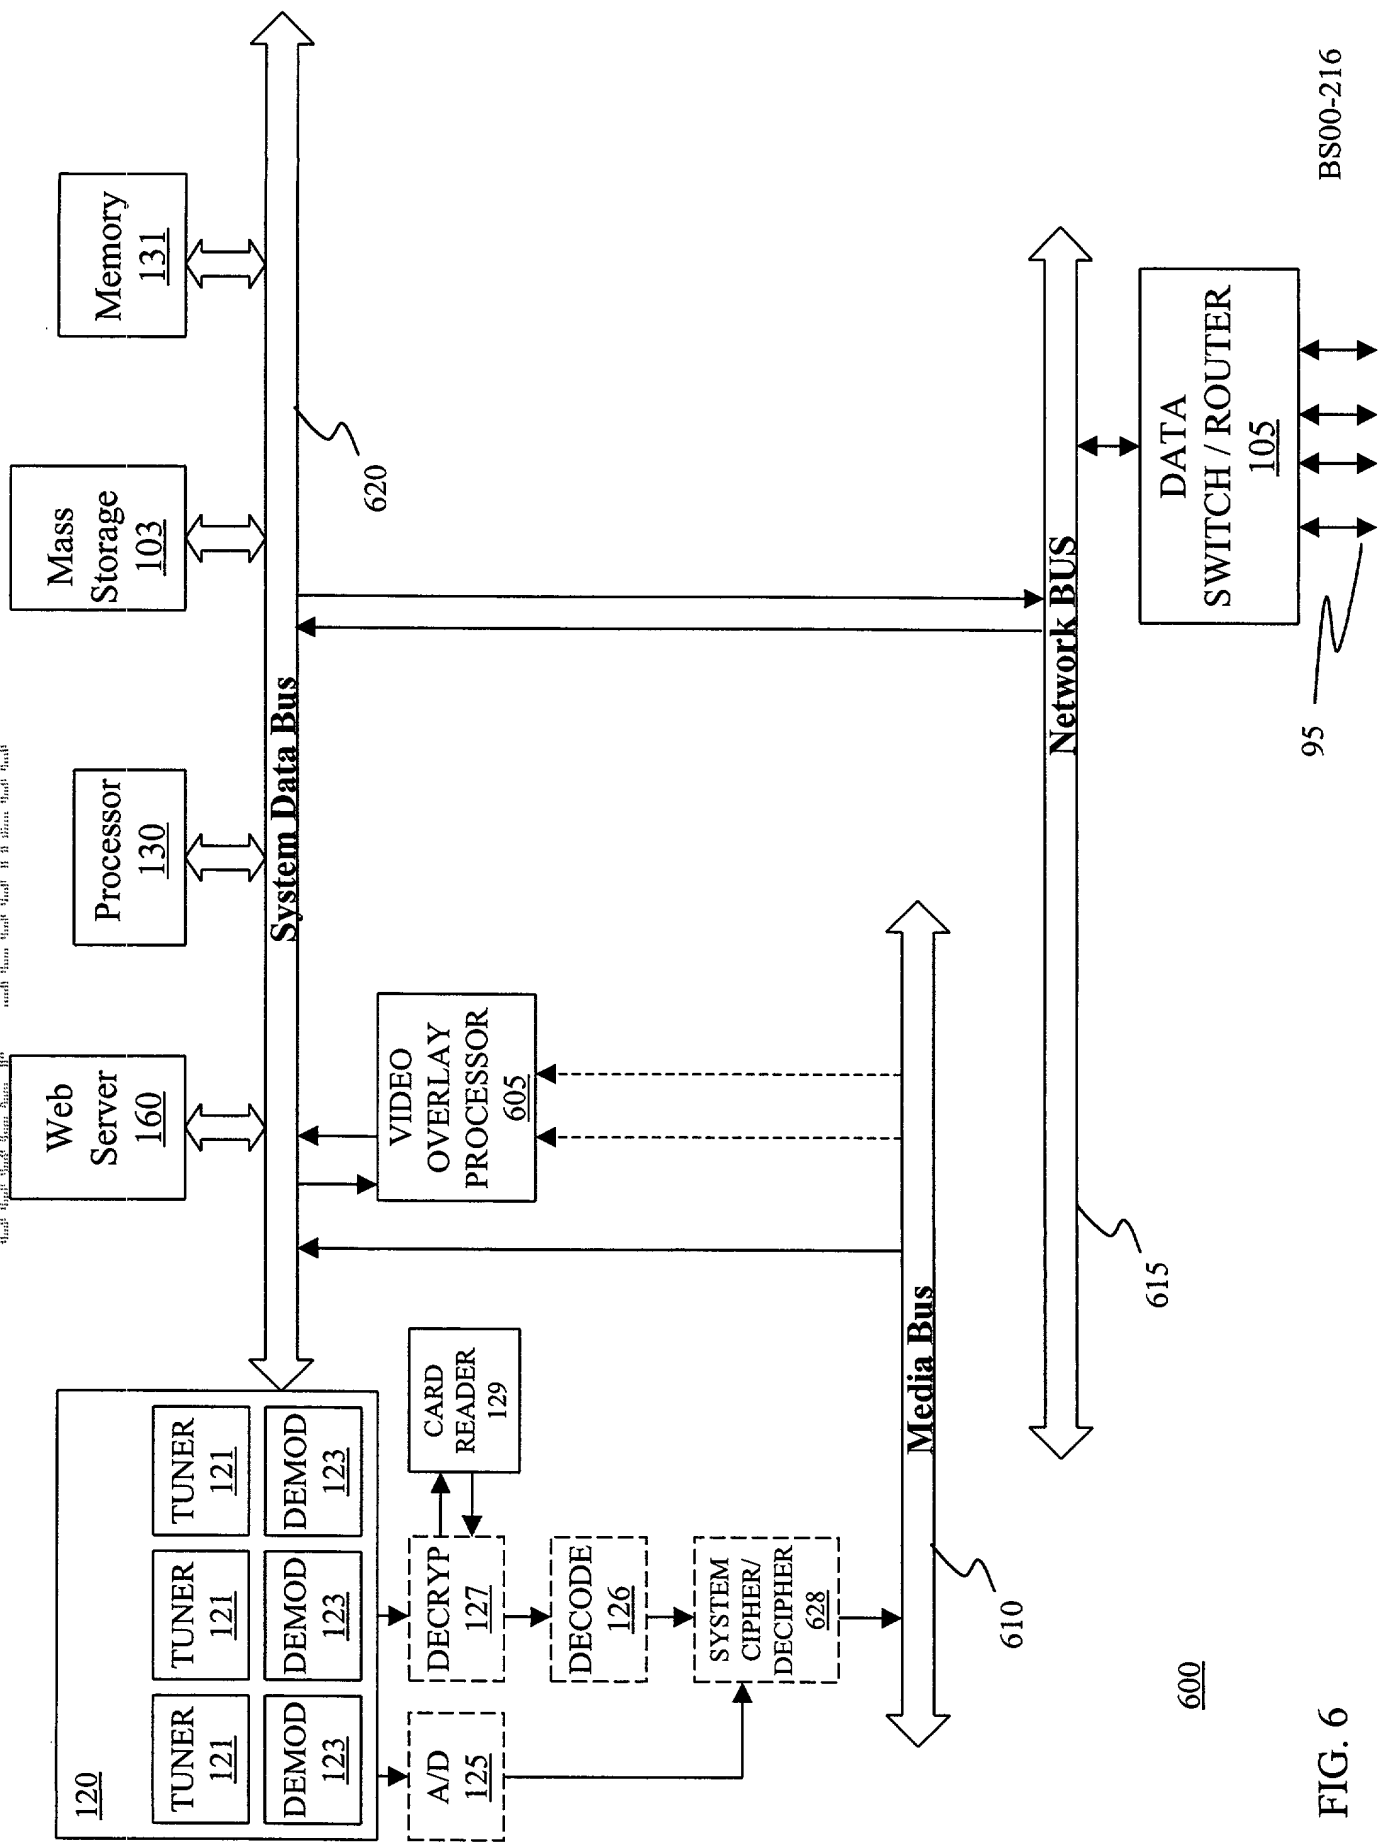 120
TUNER
121
TUNER
121
TUNER
121
DEMOD
123
DEMOD
123
DEMOD
123
Web
Server
160
Processor
130
Mass
Storage
103
Memory
131
System Data Bus
620
A/D
125
DECRYP
127
CARD
READER
129
DECODE
126
SYSTEM
CIPHER/
DECIPHER
628
VIDEO
OVERLAY
PROCESSOR
605
Media Bus
610
Network BUS
615
DATA
SWITCH / ROUTER
105
95
600
FIG. 6
BS00-216